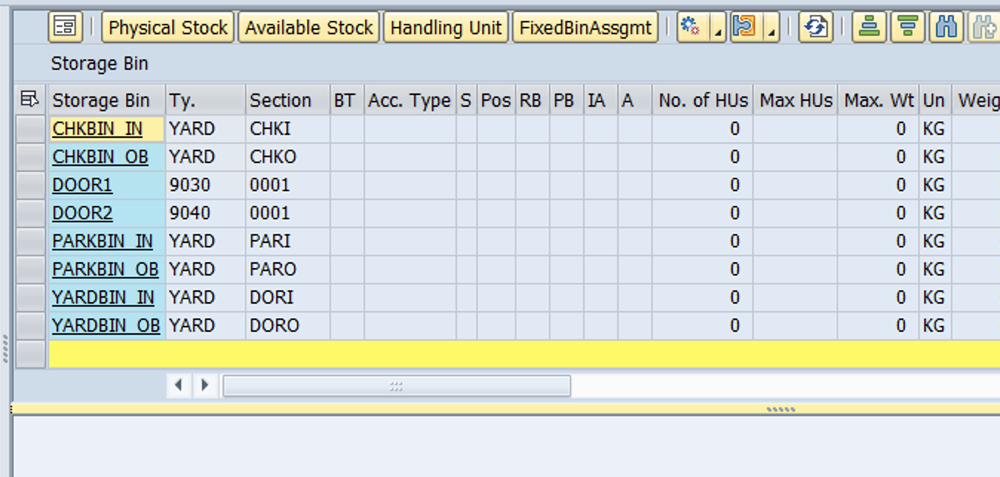 Physical Stock Available Stock Handling Unit FixedBinAssgmt
Storage Bin
Storage Bin Ty. Section BT Acc. Type S Pos RB PB IA A No. of HUs Max HUs Max. Wt Un Weig
CHKBIN_IN YARD CHKI 0 0 KG
CHKBIN_OB YARD CHKO 0 0 KG
DOOR1 9030 0001 0 0 KG
DOOR2 9040 0001 0 0 KG
PARKBIN_IN YARD PARI 0 0 KG
PARKBIN_OB YARD PARO 0 0 KG
YARDBIN_IN YARD DORI 0 0 KG
YARDBIN_OB YARD DORO 0 0 KG